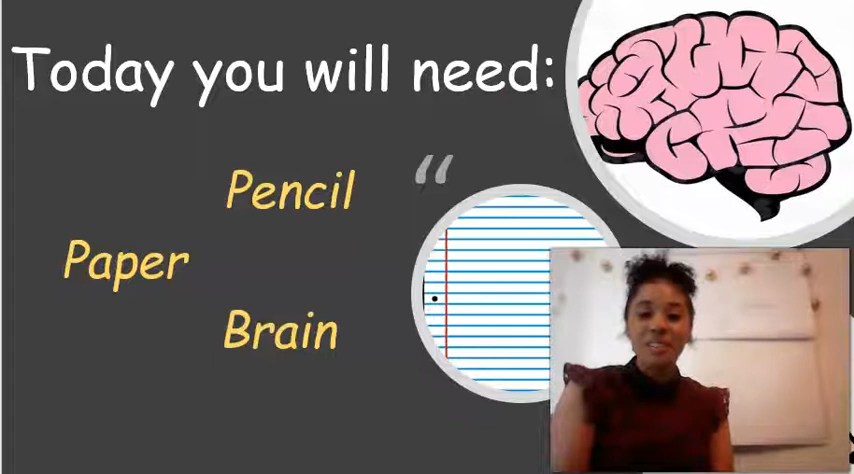 Today you will need:
Pencil
“
Paper
Brain